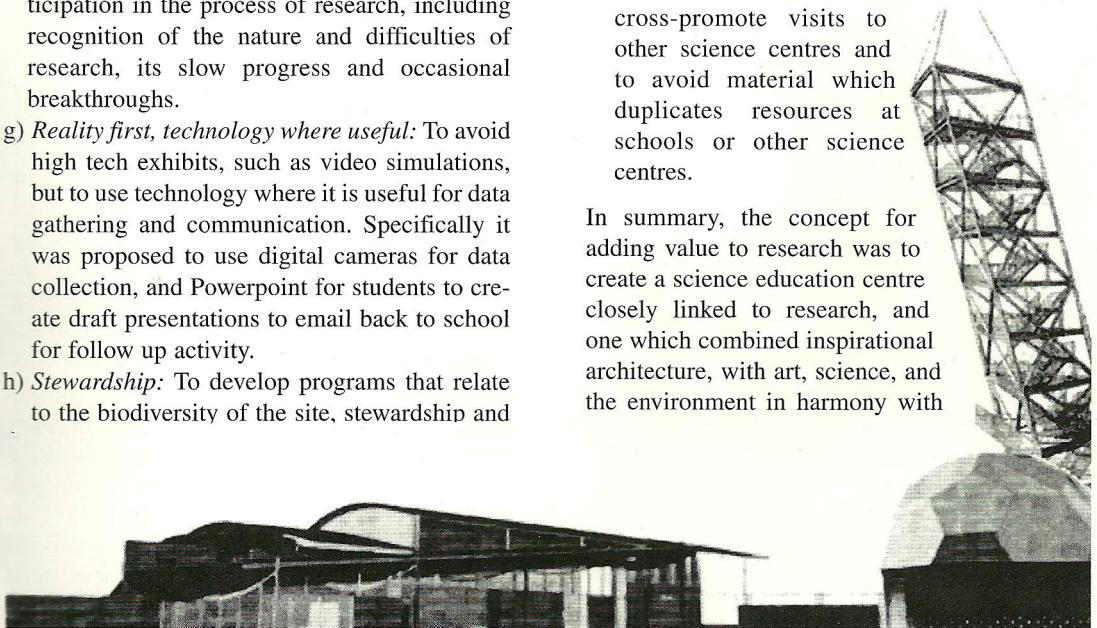 ticipation in the process of research, including
recognition of the nature and difficulties of
research, its slow progress and occasional
breakthroughs.
g) Reality first, technology where useful: To avoid
high tech exhibits, such as video simulations,
but to use technology where it is useful for data
gathering and communication. Specifically it
was proposed to use digital cameras for data
collection, and Powerpoint for students to cre-
ate draft presentations to email back to school
for follow up activity.
h) Stewardship: To develop programs that relate
to the biodiversity of the site, stewardship and
cross-promote visits to
other science centres and
to avoid material which
duplicates resources at
schools or other science
centres.
In summary, the concept for
adding value to research was to
create a science education centre
closely linked to research, and
one which combined inspirational
architecture, with art, science, and
the environment in harmony with